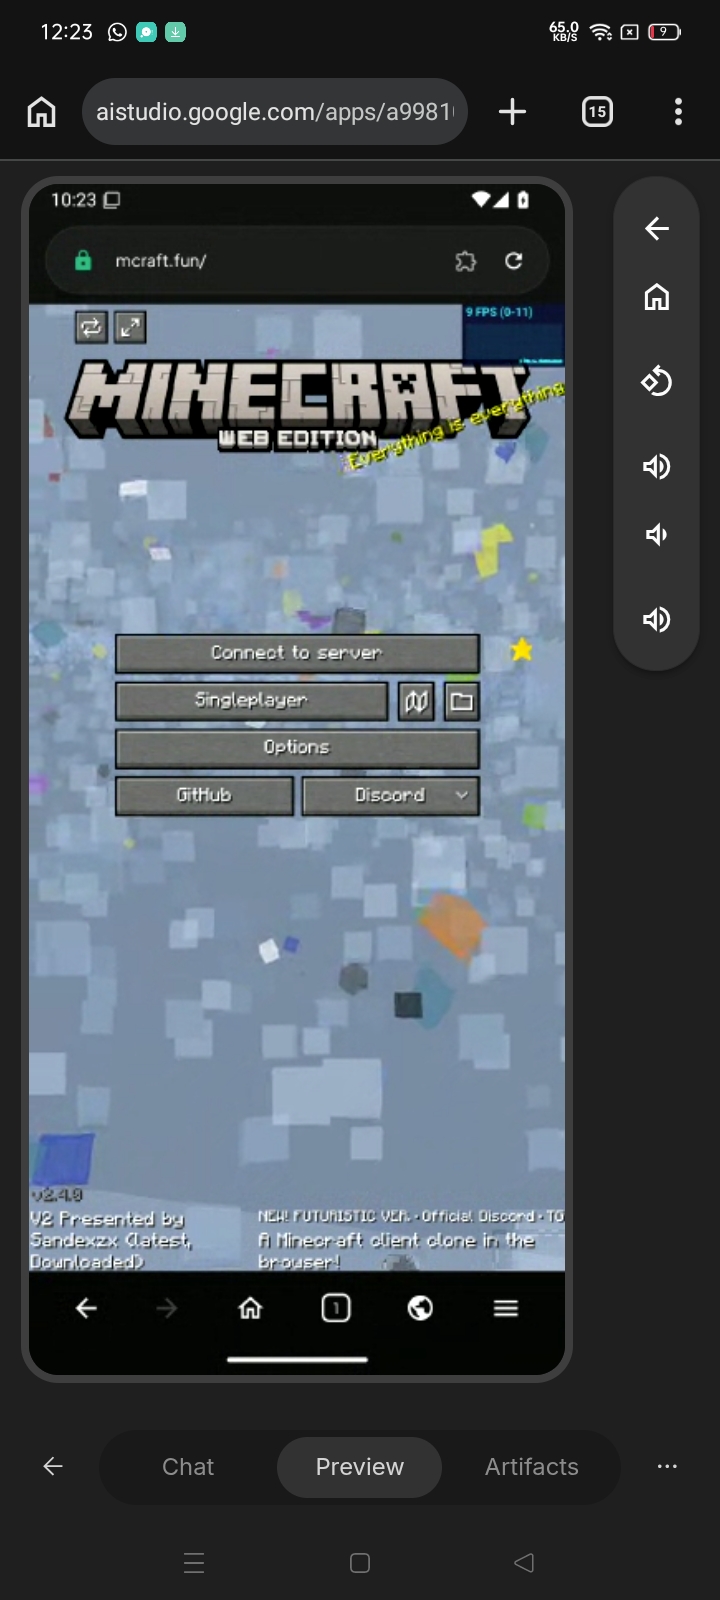 12:23
65.0
KB/S
9
aistudio.google.com/apps/a9981
15
10:23
mcraft.fun/
9 FPS (0-11)
MINECRAFT
WEB EDITION
Everything is everything
Connect to server
Singleplayer
Options
GitHub
Discord
v2.4.0
V2 Presented by
Sandexzx (latest,
Downloaded)
NEW! FUTURISTIC VER. · Official Discord · TG
A Minecraft client clone in the
browser!
1
Chat
Preview
Artifacts